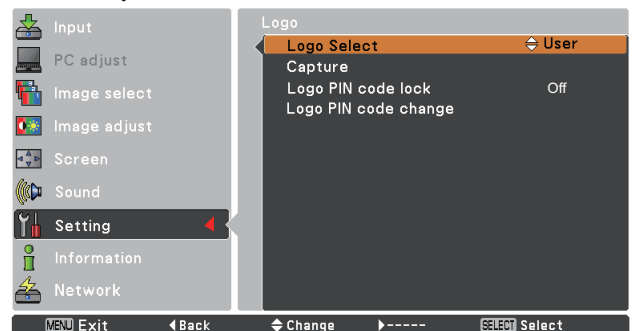 Input
PC adjust
Image select
Image adjust
Screen
Sound
Setting
Information
Network
Logo
Logo Select User
Capture
Logo PIN code lock Off
Logo PIN code change
MENU Exit Back Change ----- SELECT Select